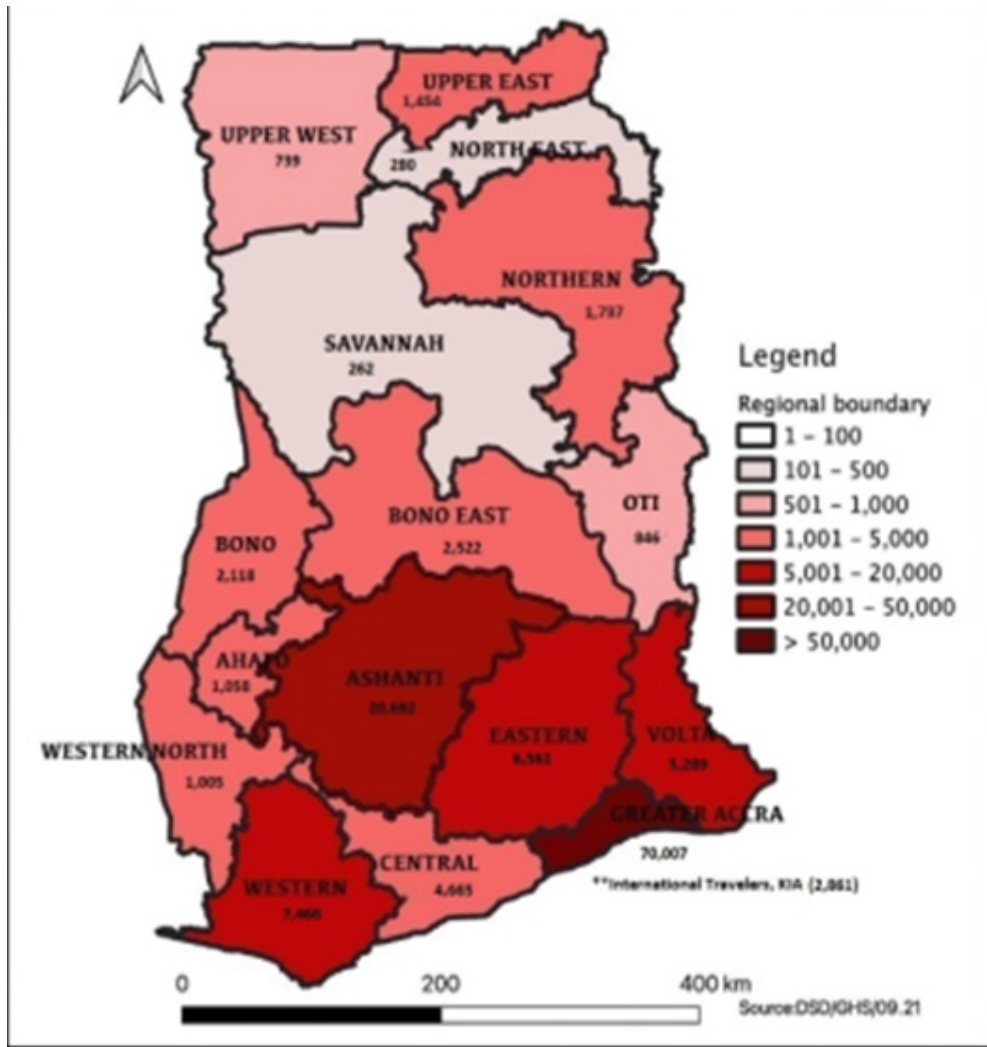 UPPER EAST
1,454
UPPER WEST
739
NORTH EAST
280
NORTHERN
1,737
SAVANNAH
262
OTI
846
BONO EAST
2,522
BONO
2,118
AHAFO
1,058
ASHANTI
20,692
WESTERN NORTH
1,005
EASTERN
VOLTA
GREATER ACCRA
70,007
**International Travelers, KIA (2,861)
CENTRAL
4,665
WESTERN
7,466
Legend
Regional boundary
1 – 100
101 – 500
501 – 1,000
1,001 – 5,000
5,001 – 20,000
20,001 – 50,000
> 50,000
0 200 400 km
Source:DSD/GHS/09.21